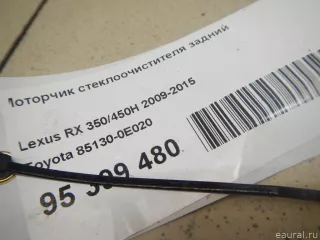 Моторчик стеклоочистителя задний
Lexus RX 350/450H 2009-2015
Toyota 85130-0E020
95 309 480
eaural.ru